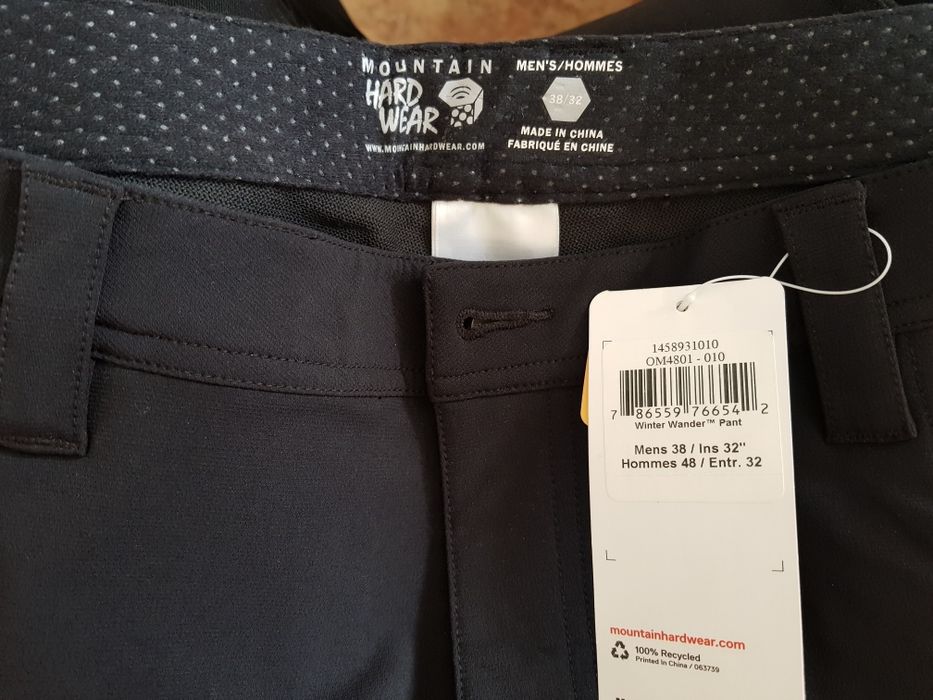 MOUNTAIN
HARD
WEAR
WWW.MOUNTAINHARDWEAR.COM
MEN'S/HOMMES
38/32
MADE IN CHINA
FABRIQUÉ EN CHINE
1458931010
OM4801 - 010
7 86559 76654 2
Winter Wander™ Pant
Mens 38 / Ins 32"
Hommes 48 / Entr. 32
mountainhardwear.com
100% Recycled
Printed in China / 063739